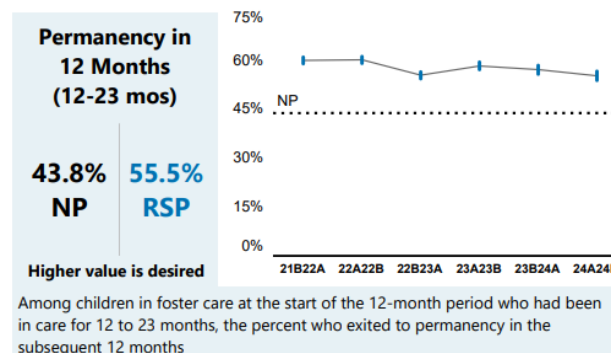 Permanency in
12 Months
(12-23 mos)
43.8%
NP
55.5%
RSP
Higher value is desired
75%
60%
45%
30%
15%
0%
NP
21B22A 22A22B 22B23A 23A23B 23B24A 24A24
Among children in foster care at the start of the 12-month period who had been
in care for 12 to 23 months, the percent who exited to permanency in the
subsequent 12 months